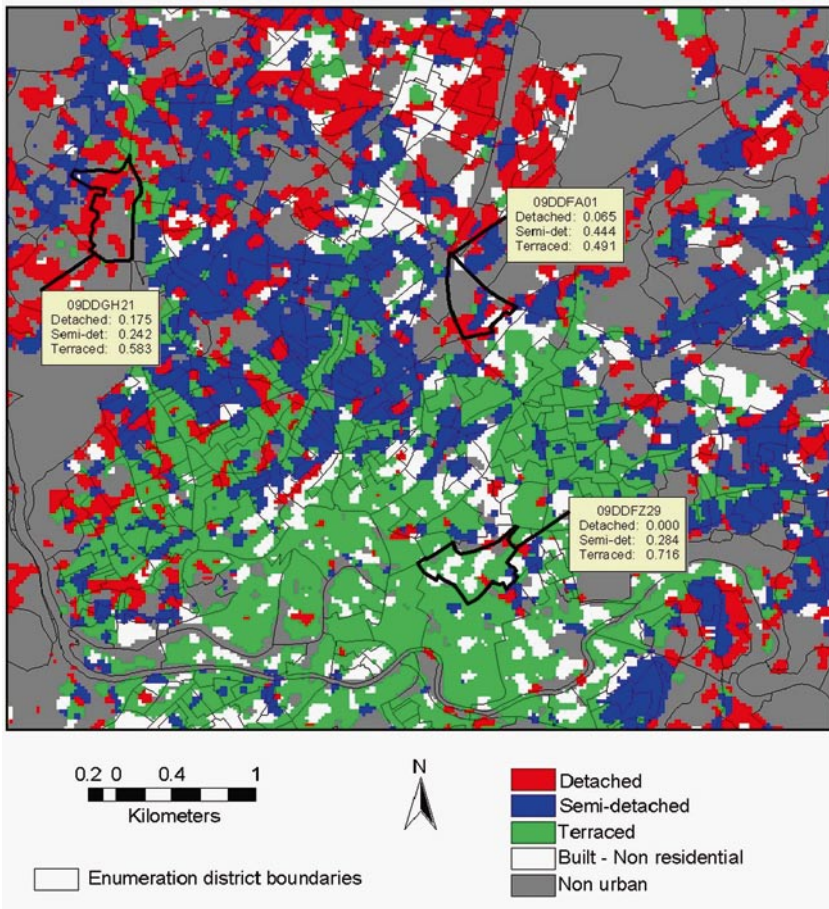 09DDFA01
Detached: 0.065
Semi-det: 0.444
Terraced: 0.491
09DDGH21
Detached: 0.175
Semi-det: 0.242
Terraced: 0.583
09DDFZ29
Detached: 0.000
Semi-det: 0.284
Terraced: 0.716
0.2 0 0.4 1
Kilometers
N
Enumeration district boundaries
Detached
Semi-detached
Terraced
Built - Non residential
Non urban